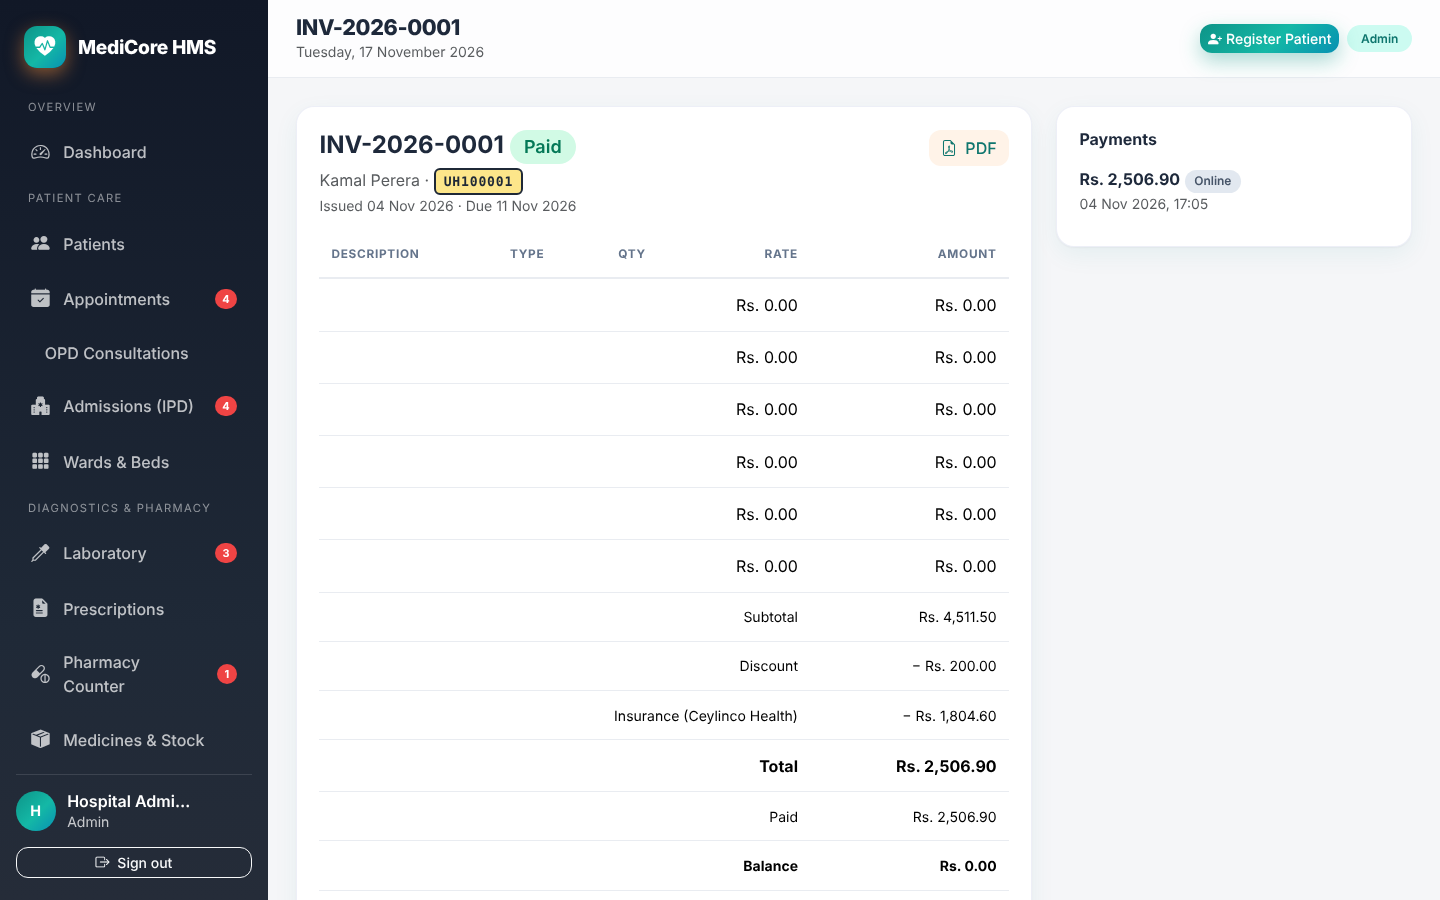 MediCore HMS
OVERVIEW
Dashboard
PATIENT CARE
Patients
Appointments 4
OPD Consultations
Admissions (IPD) 4
Wards & Beds
DIAGNOSTICS & PHARMACY
Laboratory 3
Prescriptions
Pharmacy
Counter 1
Medicines & Stock
H Hospital Admi...
Admin
Sign out
INV-2026-0001
Tuesday, 17 November 2026
Register Patient Admin
INV-2026-0001 Paid
PDF
Kamal Perera · UH100001
Issued 04 Nov 2026 · Due 11 Nov 2026
DESCRIPTION TYPE QTY RATE AMOUNT
Rs. 0.00 Rs. 0.00
Rs. 0.00 Rs. 0.00
Rs. 0.00 Rs. 0.00
Rs. 0.00 Rs. 0.00
Rs. 0.00 Rs. 0.00
Rs. 0.00 Rs. 0.00
Subtotal Rs. 4,511.50
Discount − Rs. 200.00
Insurance (Ceylinco Health) − Rs. 1,804.60
Total Rs. 2,506.90
Paid Rs. 2,506.90
Balance Rs. 0.00
Payments
Rs. 2,506.90 Online
04 Nov 2026, 17:05